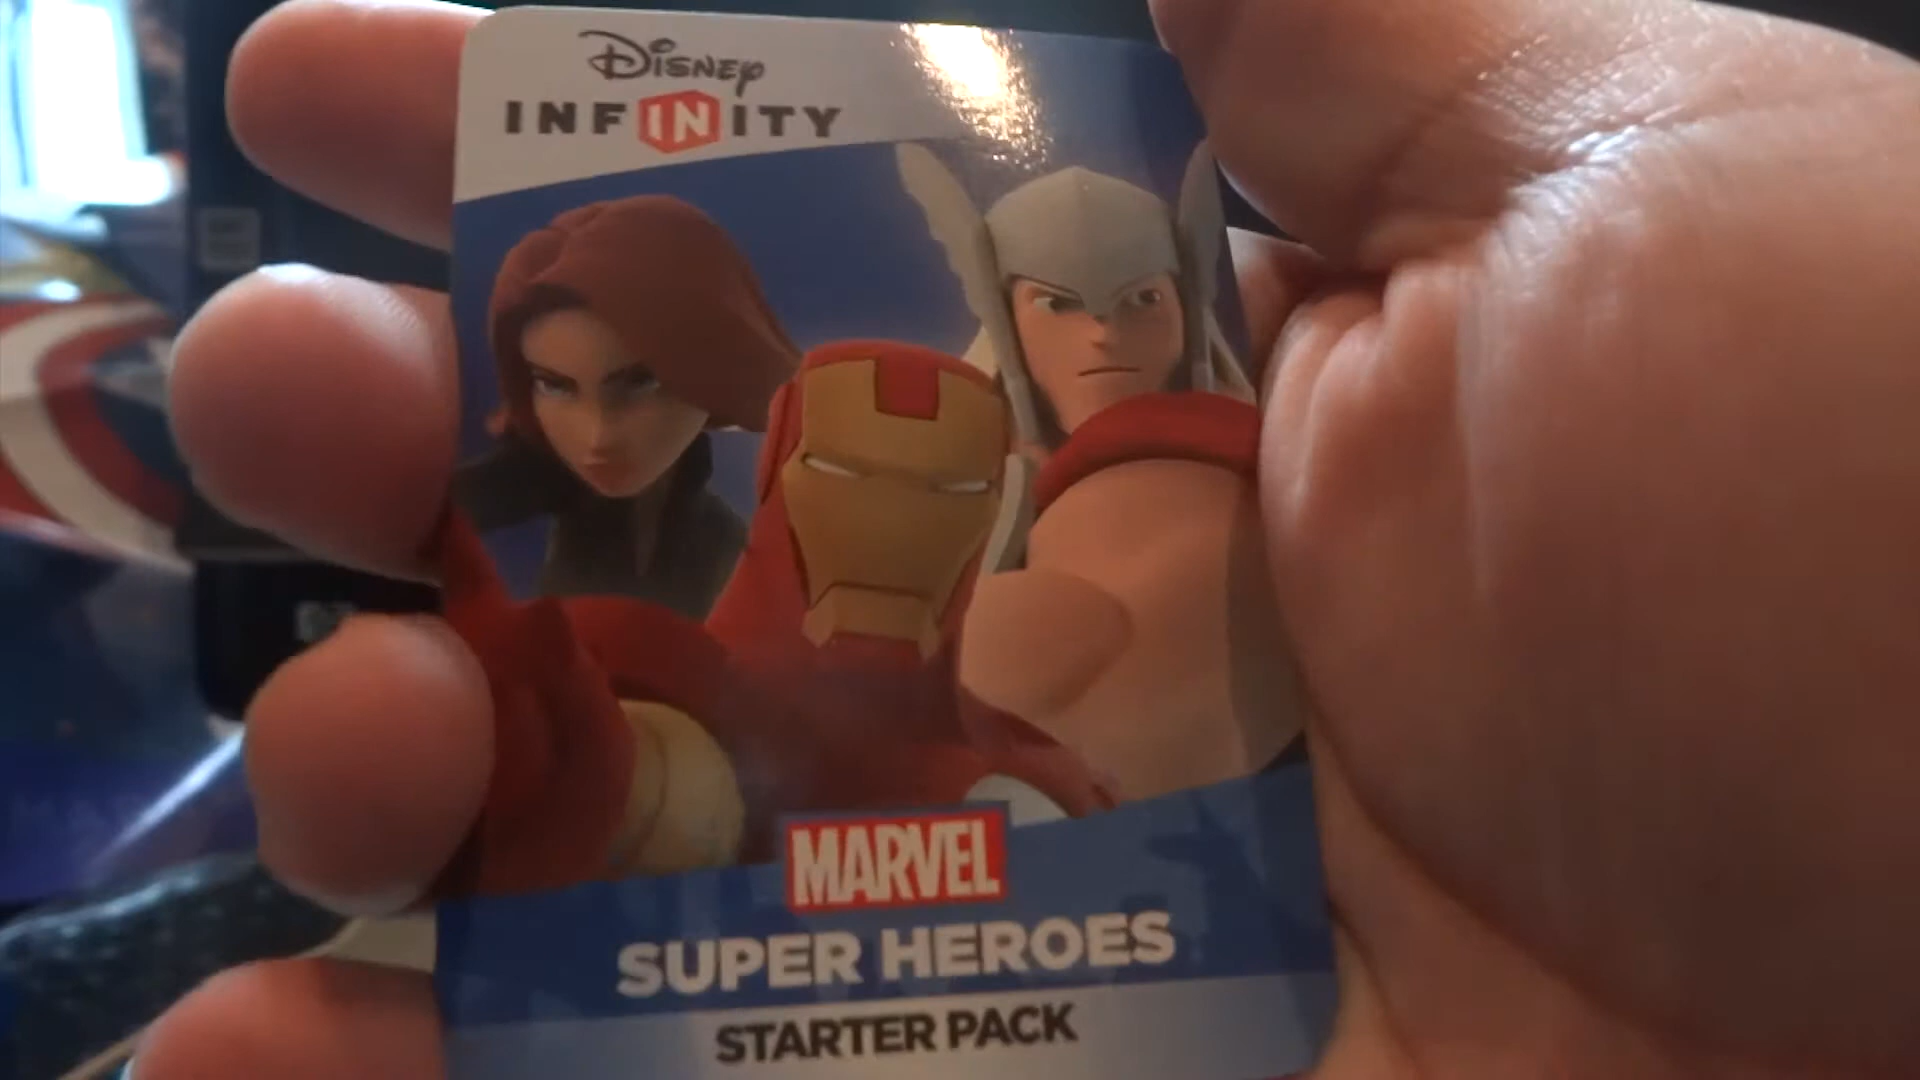 Disney
INFINITY
MARVEL
SUPER HEROES
STARTER PACK